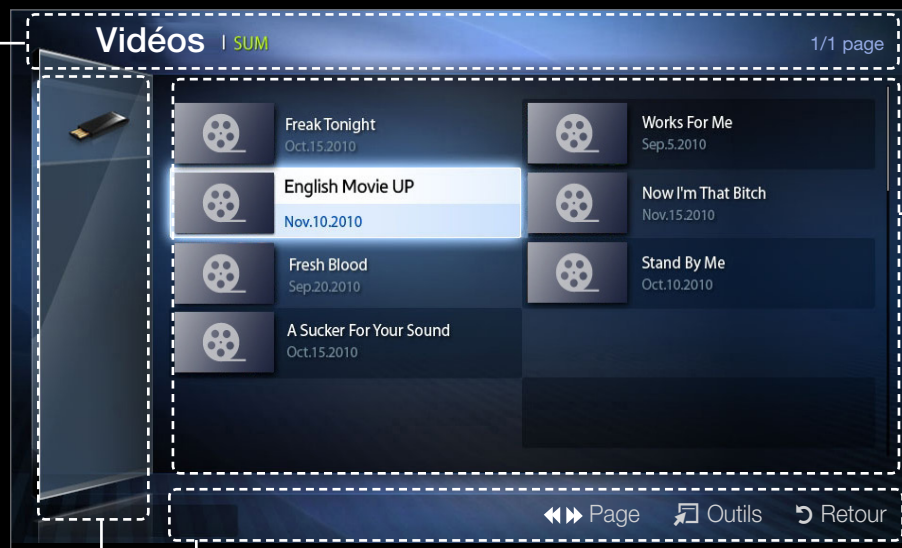 Vidéos | SUM 1/1 page
Freak Tonight
Oct.15.2010
English Movie UP
Nov.10.2010
Fresh Blood
Sep.20.2010
A Sucker For Your Sound
Oct.15.2010
Works For Me
Sep.5.2010
Now I'm That Bitch
Nov.15.2010
Stand By Me
Oct.10.2010
Page Outils Retour